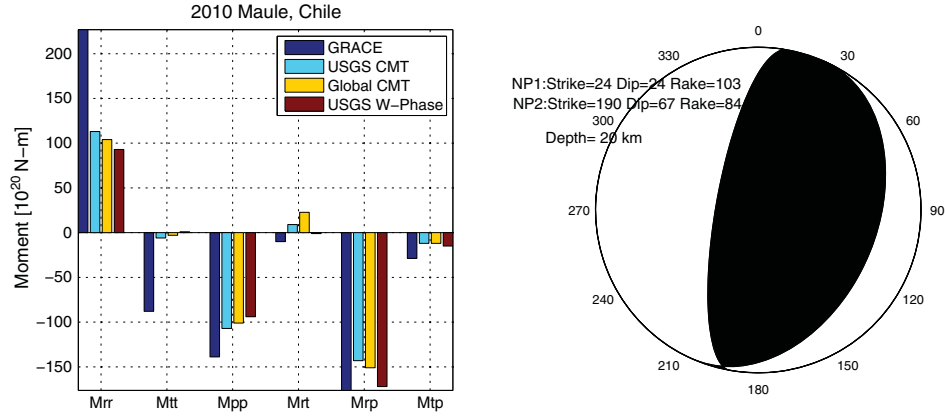 2010 Maule, Chile
Moment [10^20 N−m]
200
150
100
50
0
−50
−100
−150
GRACE
USGS CMT
Global CMT
USGS W−Phase
Mrr Mtt Mpp Mrt Mrp Mtp
0
30
60
90
120
150
180
210
240
270
300
330
NP1:Strike=24 Dip=24 Rake=103
NP2:Strike=190 Dip=67 Rake=84
Depth= 20 km